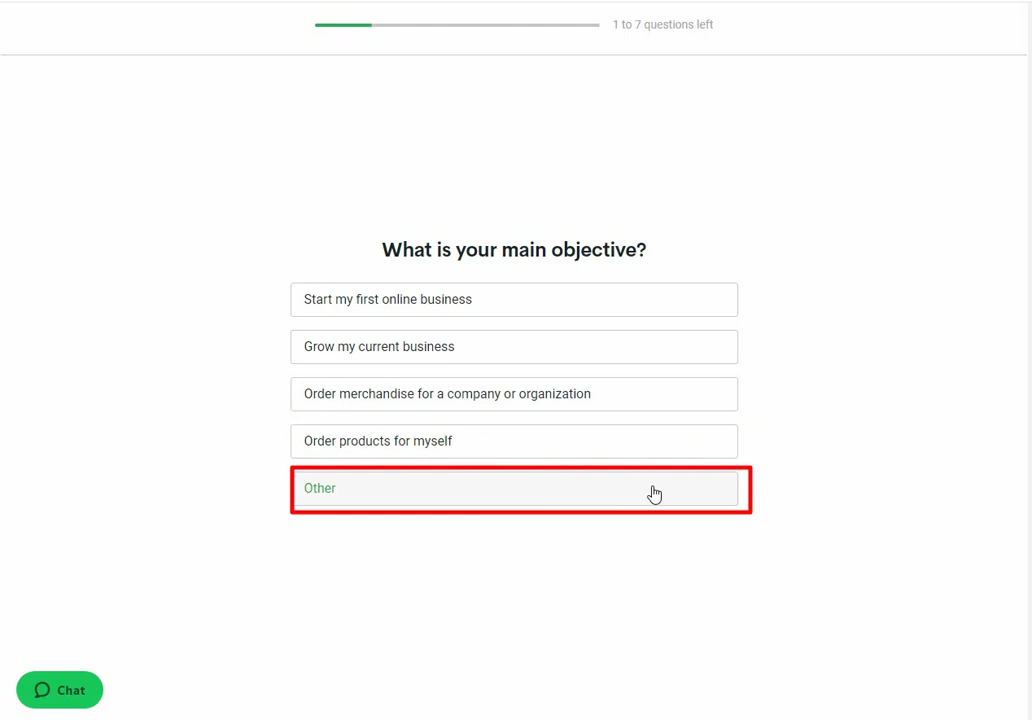 1 to 7 questions left
What is your main objective?
Start my first online business
Grow my current business
Order merchandise for a company or organization
Order products for myself
Other
Chat